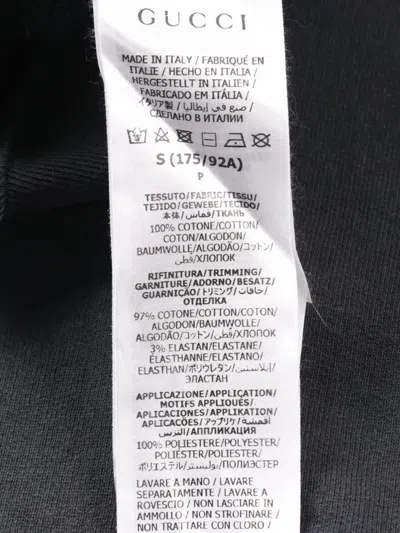 GUCCI
MADE IN ITALY / FABRIQUÉ EN
ITALIE / HECHO EN ITALIA /
HERGESTELLT IN ITALIEN /
FABRICADO EM ITÁLIA /
イタリア製 / صنع في إيطاليا /
СДЕЛАНО В ИТАЛИИ
S (175/92A)
P
TESSUTO/FABRIC/TISSU/
TEJIDO/GEWEBE/TECIDO/
本体/قماش/ТКАНЬ
100% COTONE/COTTON/
COTON/ALGODON/
BAUMWOLLE/ALGODÃO/コットン/
قطن/ХЛОПОК
RIFINITURA/TRIMMING/
GARNITURE/ADORNO/BESATZ/
GUARNIÇÃO/トリミング/حافات/
ОТДЕЛКА
97% COTONE/COTTON/COTON/
ALGODON/BAUMWOLLE/
ALGODÃO/コットン/قطن/ХЛОПОК
3% ELASTAN/ELASTANE/
ÉLASTHANNE/ELASTANO/
ELASTHAN/ポリウレタン/إيلاستين/
ЭЛАСТАН
APPLICAZIONE/APPLICATION/
MOTIFS APPLIQUÉS/
APLICACIONES/APPLIKATION/
APLICAÇÕES/アップリケ/أقمشة
التزيين/АППЛИКАЦИЯ
100% POLIESTERE/POLYESTER/
POLYESTER/POLIÉSTER/
POLYESTER/POLIÉSTER/
ポリエステル/بوليستر/ПОЛИЭСТЕР
LAVARE A MANO / LAVARE
SEPARATAMENTE / LAVARE A
ROVESCIO / NON LASCIARE IN
AMMOLLO / NON STROFINARE /
NON TRATTARE CON CLORO /